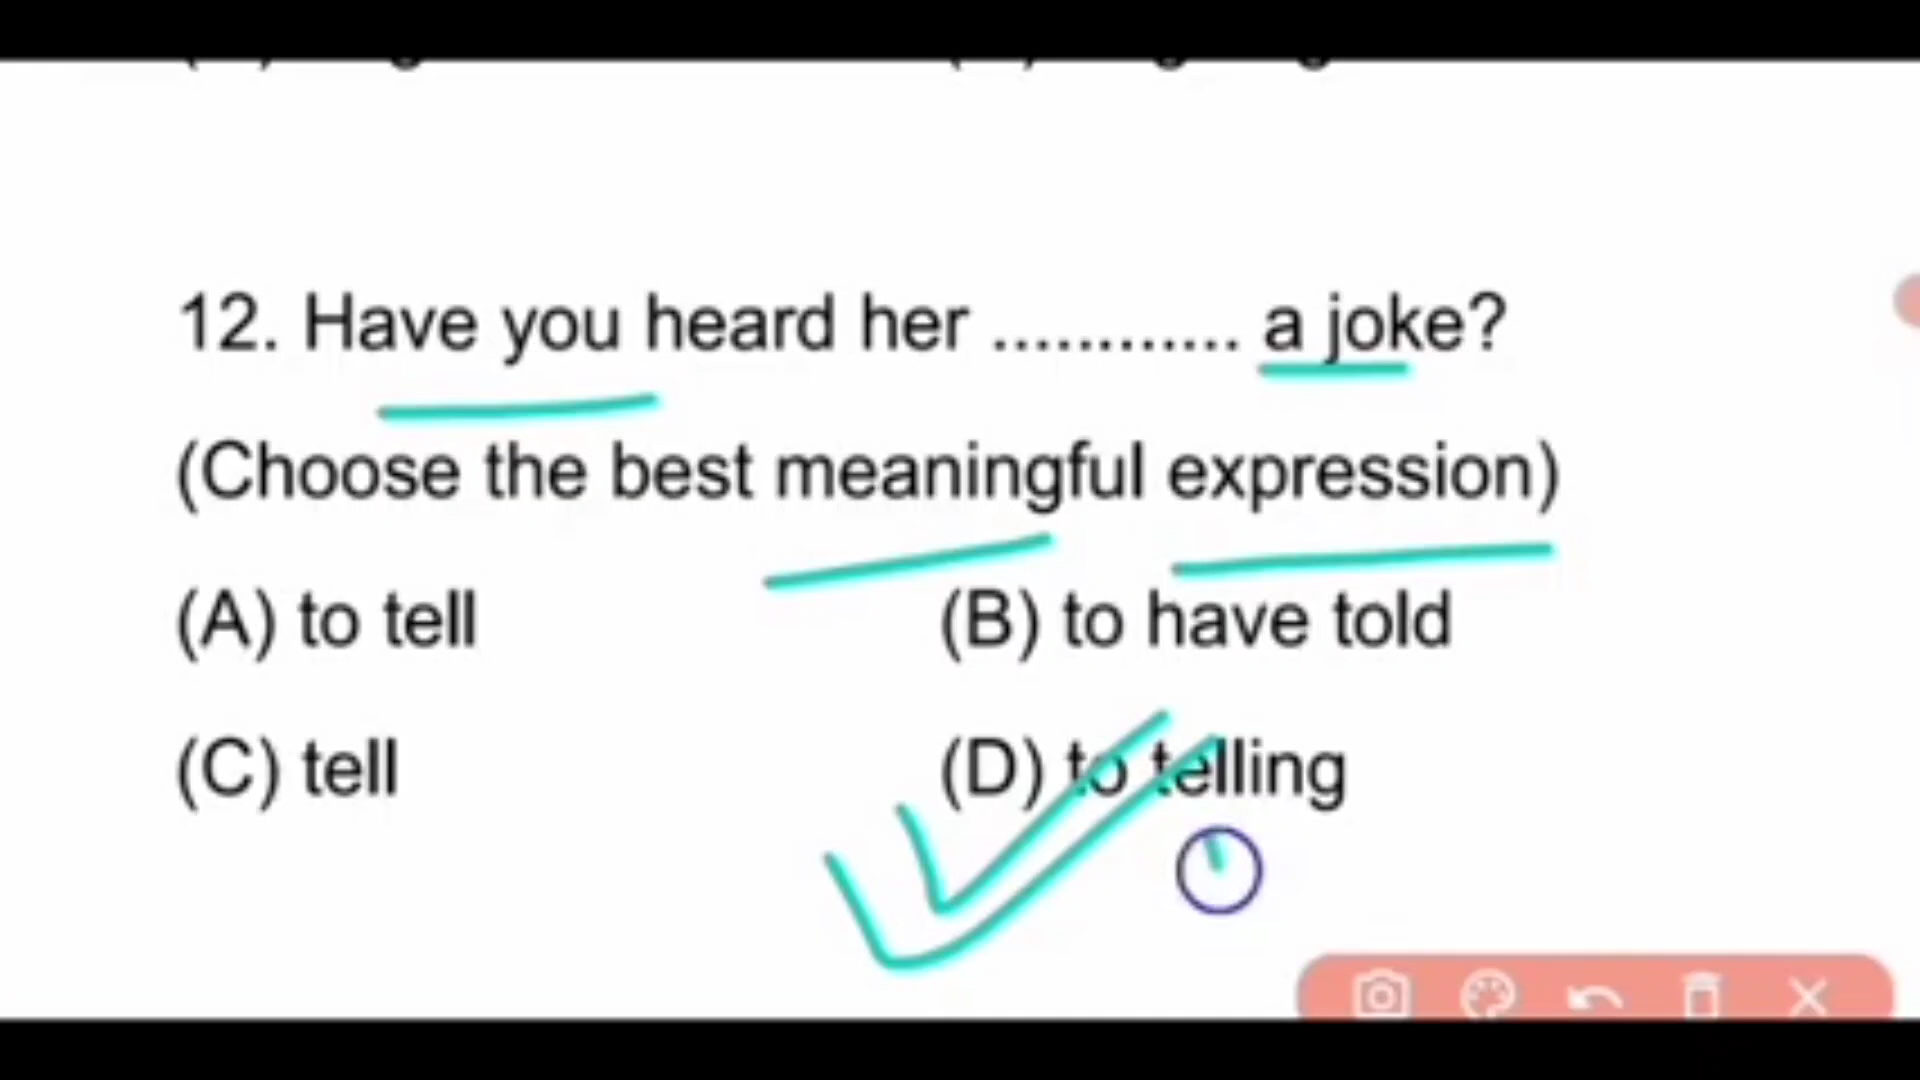 12. Have you heard her ............ a joke?
(Choose the best meaningful expression)
(A) to tell (B) to have told
(C) tell (D) to telling